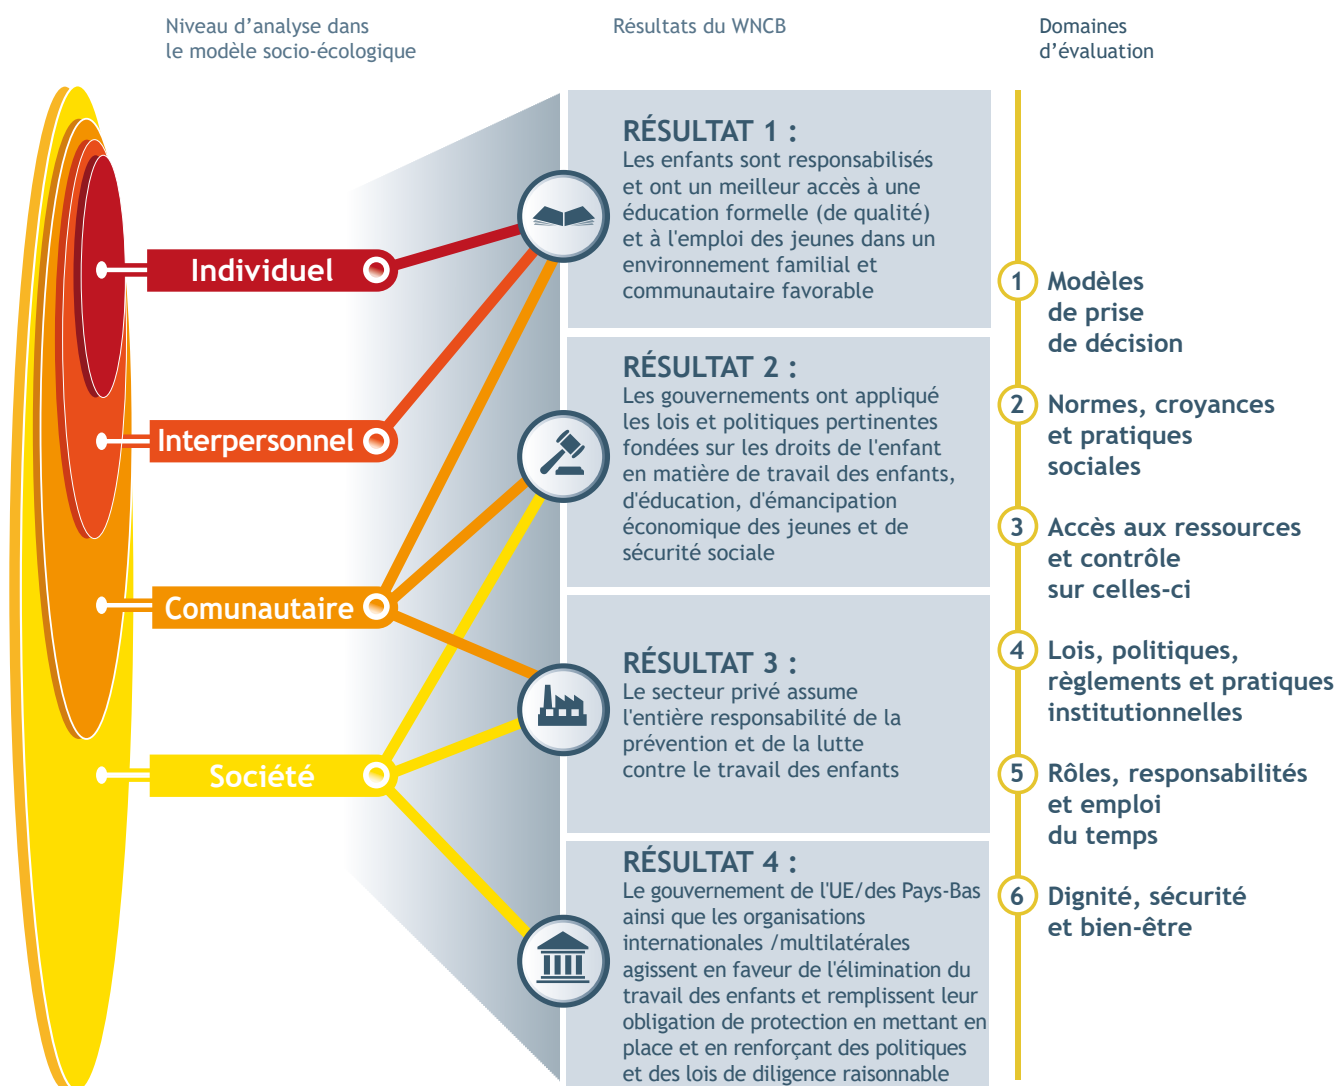 Niveau d’analyse dans
le modèle socio-écologique
Résultats du WNCB
Domaines
d’évaluation
Individuel
Interpersonnel
Comunautaire
Société
RÉSULTAT 1 :
Les enfants sont responsabilisés
et ont un meilleur accès à une
éducation formelle (de qualité)
et à l'emploi des jeunes dans un
environnement familial et
communautaire favorable
RÉSULTAT 2 :
Les gouvernements ont appliqué
les lois et politiques pertinentes
fondées sur les droits de l'enfant
en matière de travail des enfants,
d'éducation, d'émancipation
économique des jeunes et de
sécurité sociale
RÉSULTAT 3 :
Le secteur privé assume
l'entière responsabilité de la
prévention et de la lutte
contre le travail des enfants
RÉSULTAT 4 :
Le gouvernement de l'UE/des Pays-Bas
ainsi que les organisations
internationales /multilatérales
agissent en faveur de l'élimination du
travail des enfants et remplissent leur
obligation de protection en mettant en
place et en renforçant des politiques
et des lois de diligence raisonnable
1 Modèles
de prise
de décision
2 Normes, croyances
et pratiques
sociales
3 Accès aux ressources
et contrôle
sur celles-ci
4 Lois, politiques,
règlements et pratiques
institutionnelles
5 Rôles, responsabilités
et emploi
du temps
6 Dignité, sécurité
et bien-être